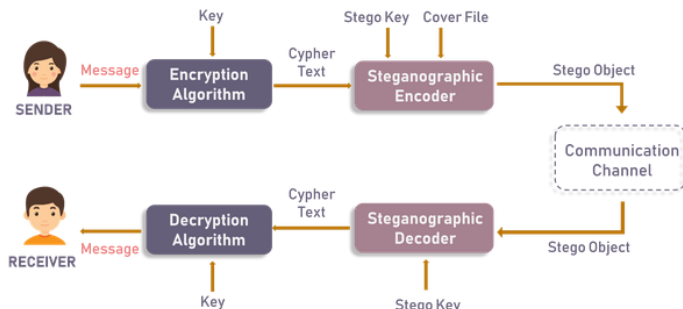 Key
Stego Key
Cover File
Message
Encryption
Algorithm
Cypher
Text
Steganographic
Encoder
Stego Object
SENDER
Communication
Channel
Message
Decryption
Algorithm
Cypher
Text
Steganographic
Decoder
Stego Object
RECEIVER
Key
Stego Key